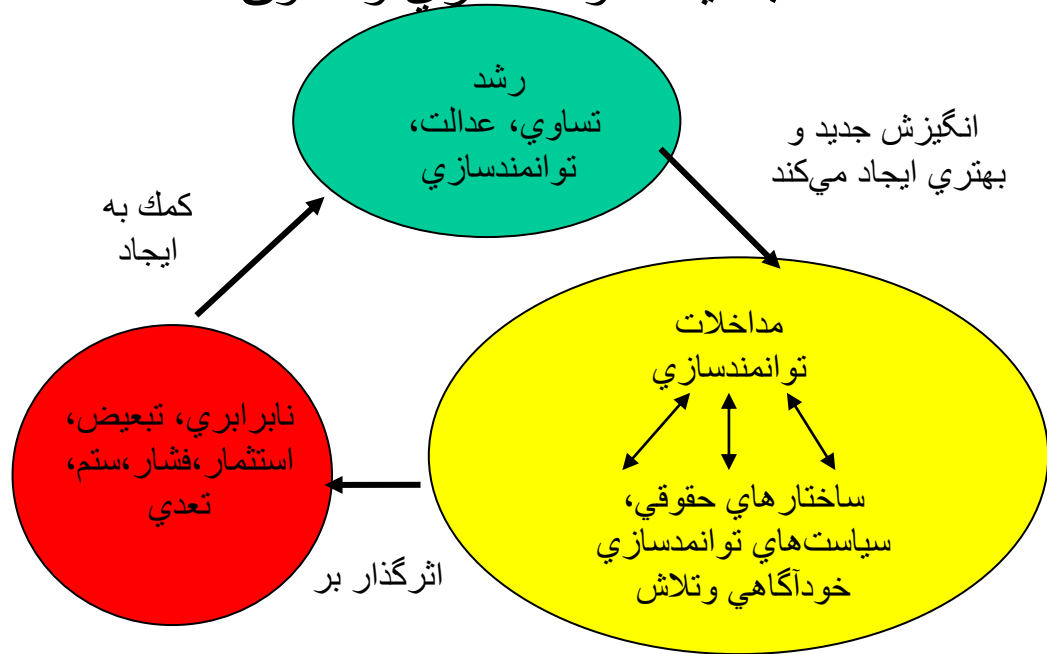 رشد
تساوي، عدالت،
توانمندسازي
انگيزش جديد و
بهتري ايجاد مي‌كند
كمك به
ايجاد
مداخلات
توانمندسازي
نابرابري، تبعيض،
استثمار،فشار،ستم،
تعدي
ساختارهاي حقوقي،
سياست‌هاي توانمدسازي
خودآگاهي وتلاش
اثرگذار بر